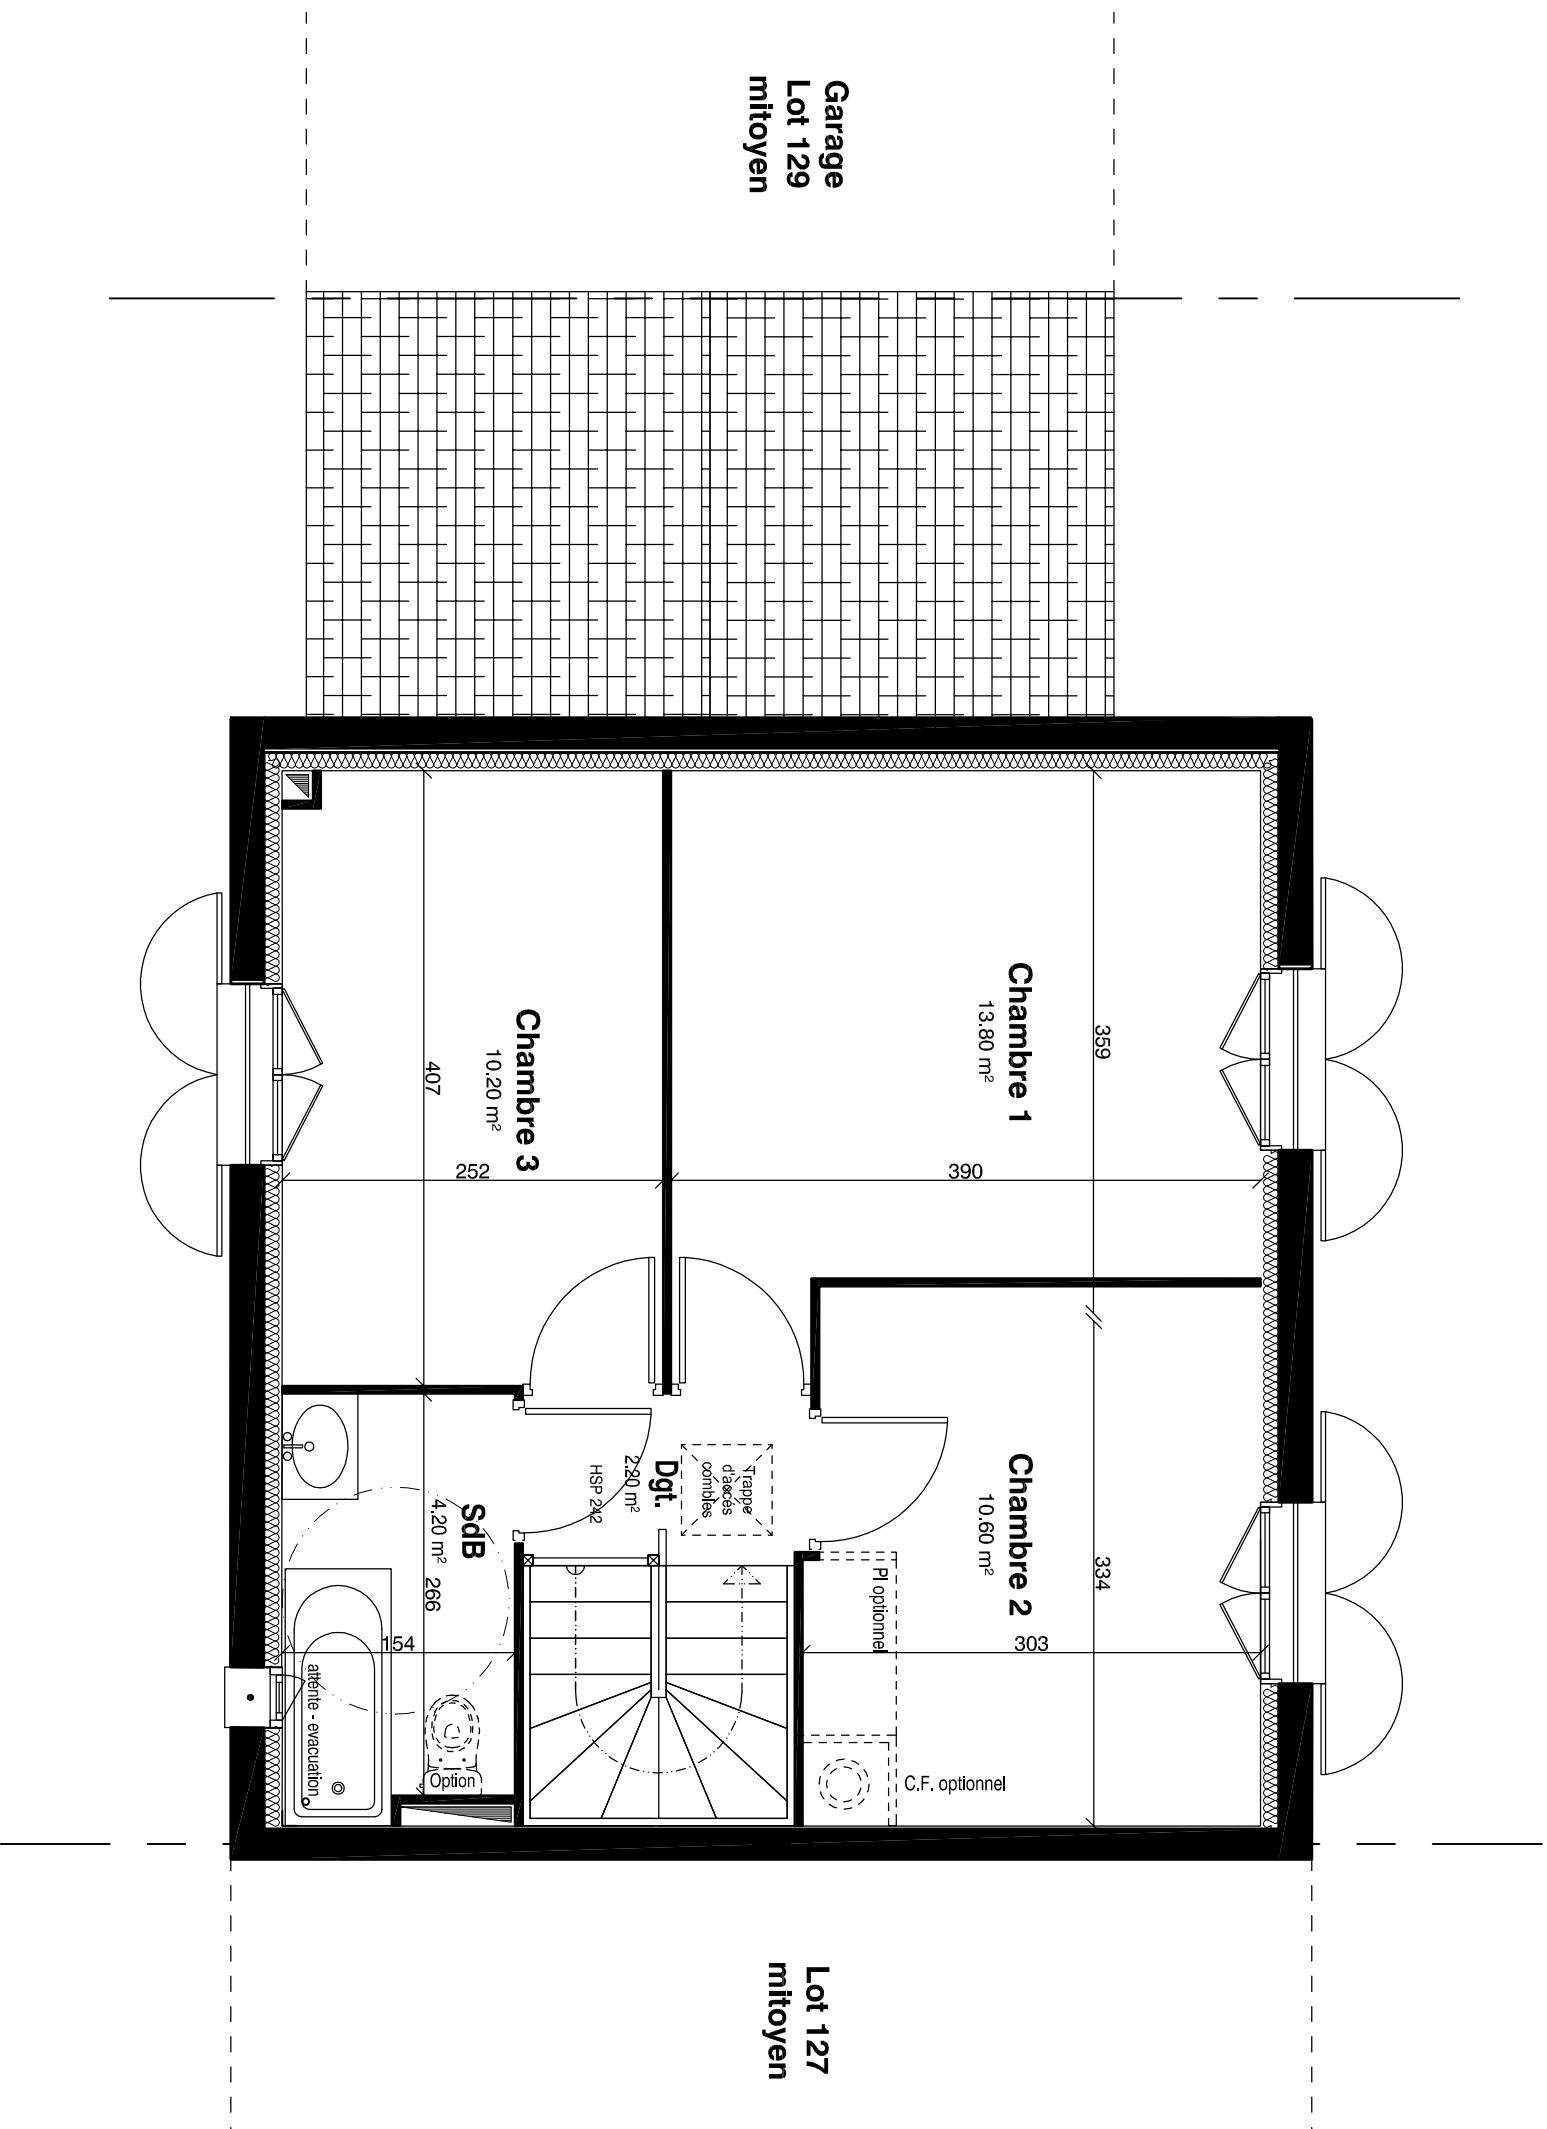 Garage
Lot 129
mitoyen
Chambre 1
13.80 m²
359
390
Chambre 3
10.20 m²
407
252
Chambre 2
10.60 m²
334
303
Pl optionnel
C.F. optionnel
Trappe
d'accés
combles
Dgt.
2.20 m²
HSP 242
SdB
4.20 m²
266
154
Option
attente - evacuation
Lot 127
mitoyen